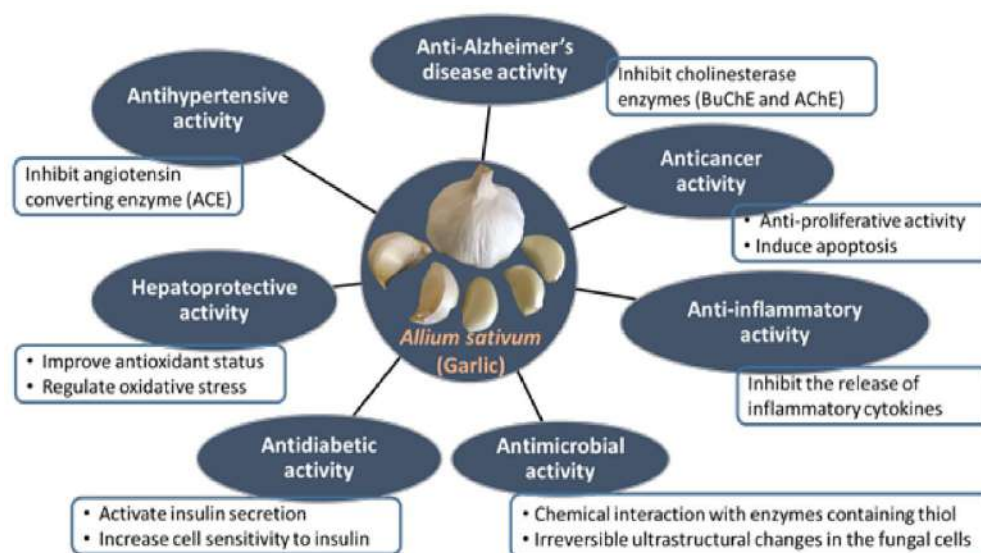 Anti-Alzheimer's
disease activity
Inhibit cholinesterase
enzymes (BuChE and AChE)
Antihypertensive
activity
Inhibit angiotensin
converting enzyme (ACE)
Anticancer
activity
• Anti-proliferative activity
• Induce apoptosis
Hepatoprotective
activity
• Improve antioxidant status
• Regulate oxidative stress
Allium sativum
(Garlic)
Anti-inflammatory
activity
Inhibit the release of
inflammatory cytokines
Antidiabetic
activity
• Activate insulin secretion
• Increase cell sensitivity to insulin
Antimicrobial
activity
• Chemical interaction with enzymes containing thiol
• Irreversible ultrastructural changes in the fungal cells